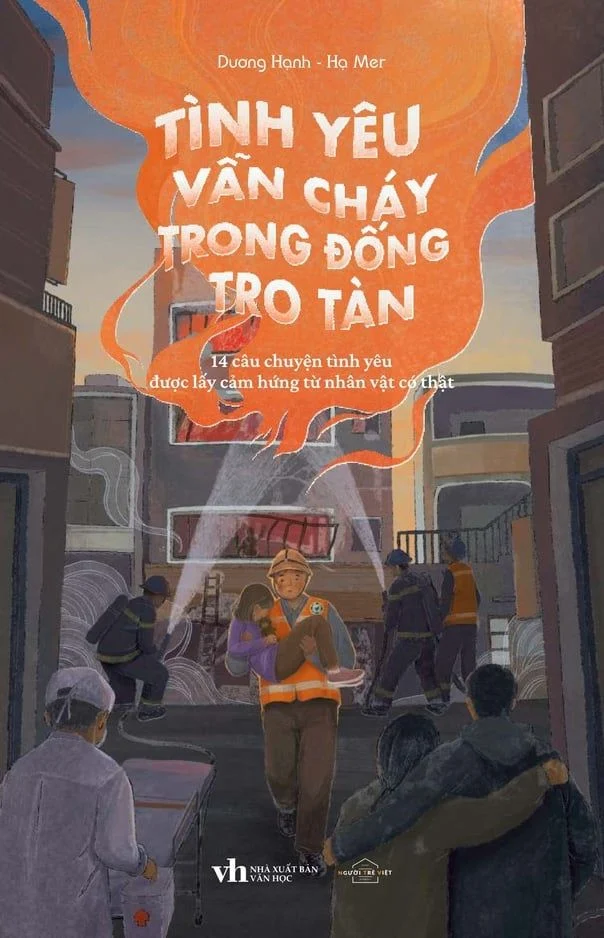 Dương Hạnh - Hạ Mer
TÌNH YÊU
VẪN CHÁY
TRONG ĐỐNG
TRO TÀN
14 câu chuyện tình yêu
được lấy cảm hứng từ nhân vật có thật
vh NHÀ XUẤT BẢN
VĂN HỌC
NGƯỜI TRẺ VIỆT